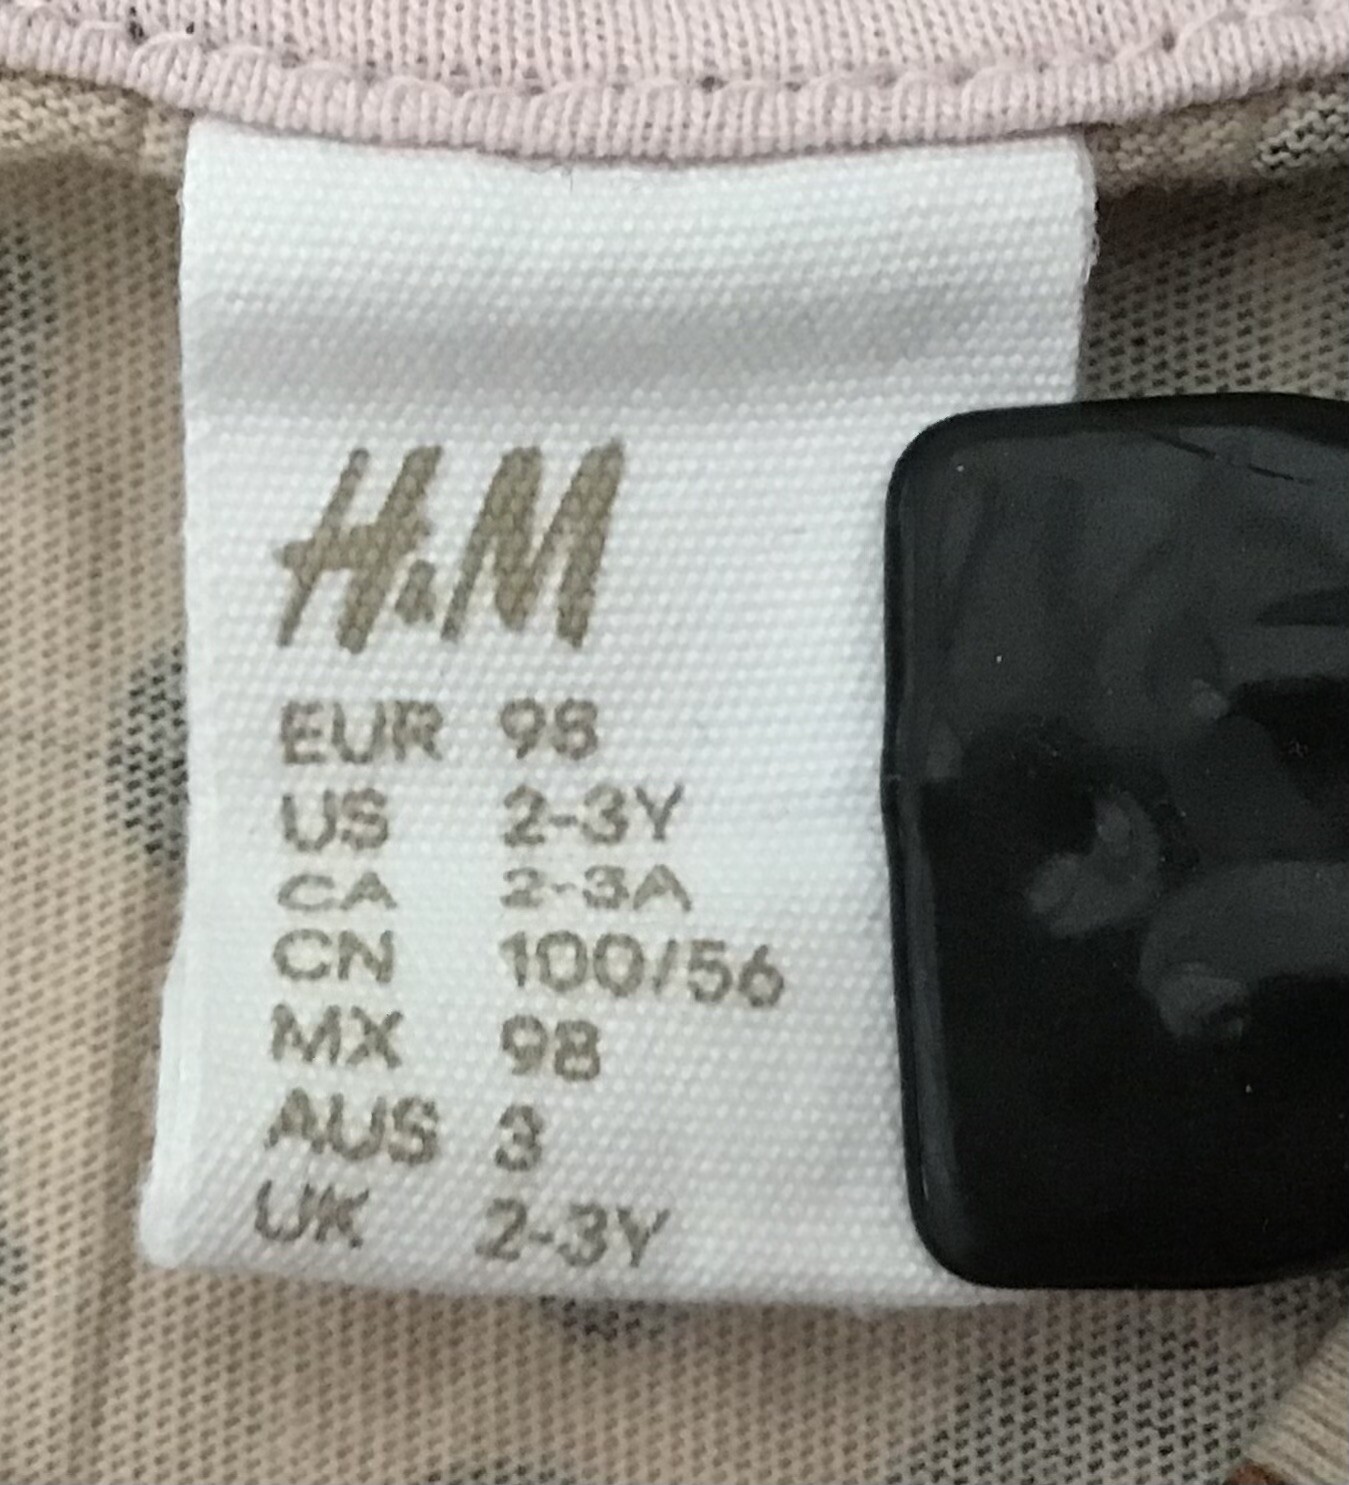 H&M
EUR 98
US 2-3Y
CA 2-3A
CN 100/56
MX 98
AUS 3
UK 2-3Y